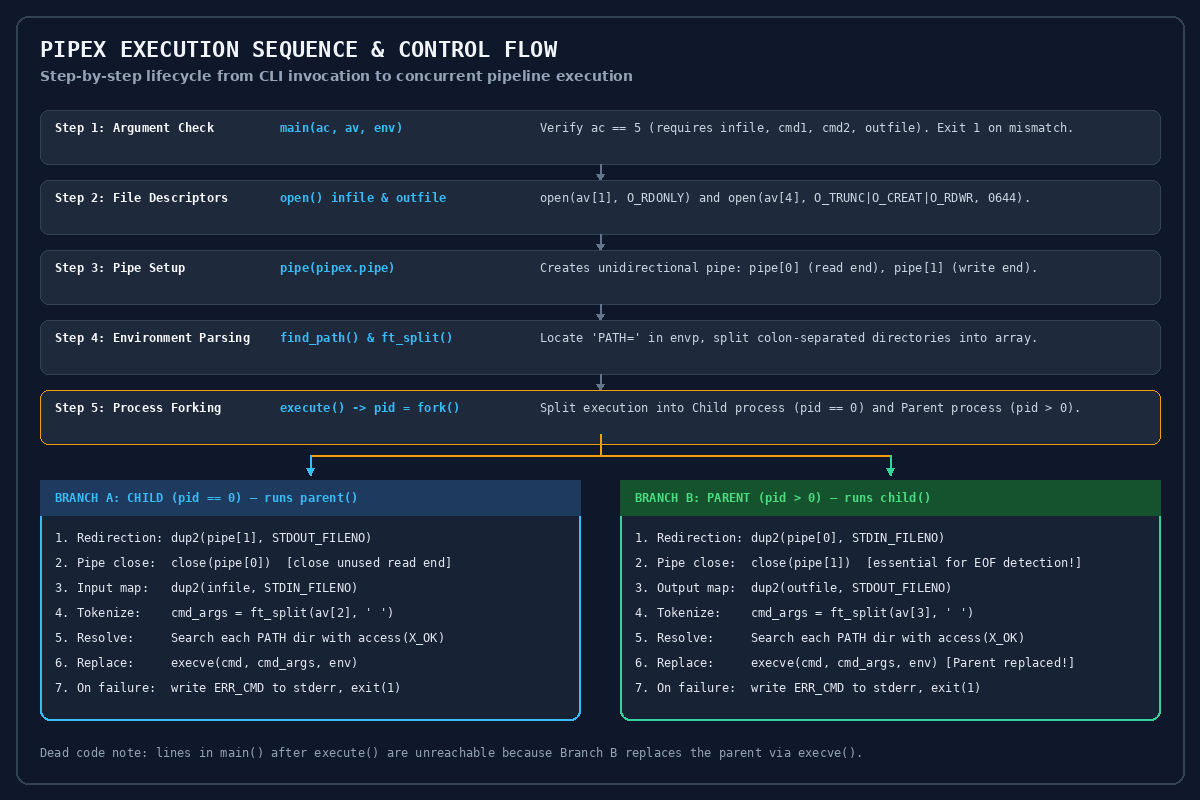 PIPEX EXECUTION SEQUENCE & CONTROL FLOW
Step-by-step lifecycle from CLI invocation to concurrent pipeline execution
Step 1: Argument Check main(ac, av, env) Verify ac == 5 (requires infile, cmd1, cmd2, outfile). Exit 1 on mismatch.
Step 2: File Descriptors open() infile & outfile open(av[1], O_RDONLY) and open(av[4], O_TRUNC|O_CREAT|O_RDWR, 0644).
Step 3: Pipe Setup pipe(pipex.pipe) Creates unidirectional pipe: pipe[0] (read end), pipe[1] (write end).
Step 4: Environment Parsing find_path() & ft_split() Locate 'PATH=' in envp, split colon-separated directories into array.
Step 5: Process Forking execute() -> pid = fork() Split execution into Child process (pid == 0) and Parent process (pid > 0).
BRANCH A: CHILD (pid == 0) — runs parent()
1. Redirection: dup2(pipe[1], STDOUT_FILENO)
2. Pipe close: close(pipe[0]) [close unused read end]
3. Input map: dup2(infile, STDIN_FILENO)
4. Tokenize: cmd_args = ft_split(av[2], ' ')
5. Resolve: Search each PATH dir with access(X_OK)
6. Replace: execve(cmd, cmd_args, env)
7. On failure: write ERR_CMD to stderr, exit(1)
BRANCH B: PARENT (pid > 0) — runs child()
1. Redirection: dup2(pipe[0], STDIN_FILENO)
2. Pipe close: close(pipe[1]) [essential for EOF detection!]
3. Output map: dup2(outfile, STDOUT_FILENO)
4. Tokenize: cmd_args = ft_split(av[3], ' ')
5. Resolve: Search each PATH dir with access(X_OK)
6. Replace: execve(cmd, cmd_args, env) [Parent replaced!]
7. On failure: write ERR_CMD to stderr, exit(1)
Dead code note: lines in main() after execute() are unreachable because Branch B replaces the parent via execve().